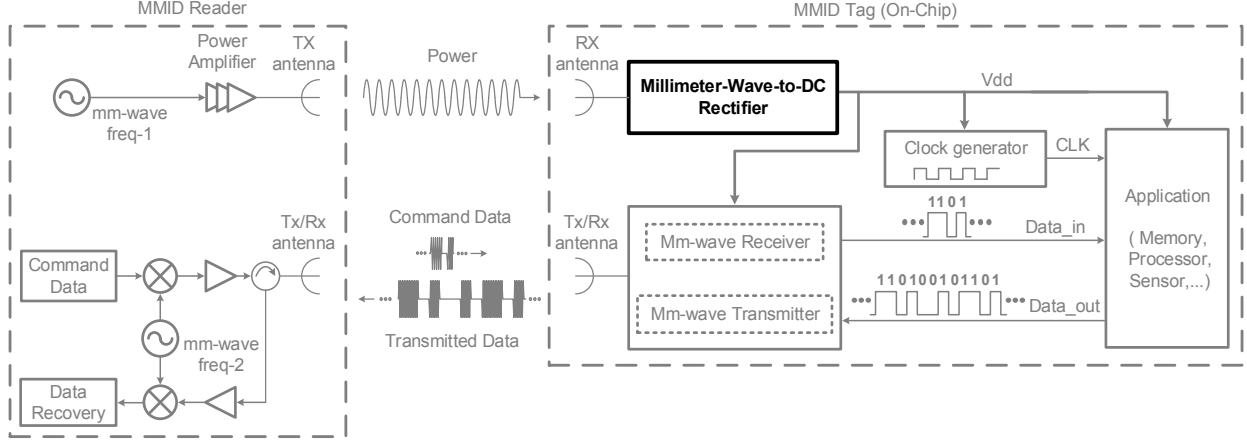 MMID Reader
Power
Amplifier
TX
antenna
mm-wave
freq-1
Command
Data
mm-wave
freq-2
Data
Recovery
Tx/Rx
antenna
Power
Command Data
Transmitted Data
MMID Tag (On-Chip)
RX
antenna
Millimeter-Wave-to-DC
Rectifier
Vdd
Clock generator
CLK
Tx/Rx
antenna
Mm-wave Receiver
Mm-wave Transmitter
1101
Data_in
110100101101
Data_out
Application
( Memory,
Processor,
Sensor,...)